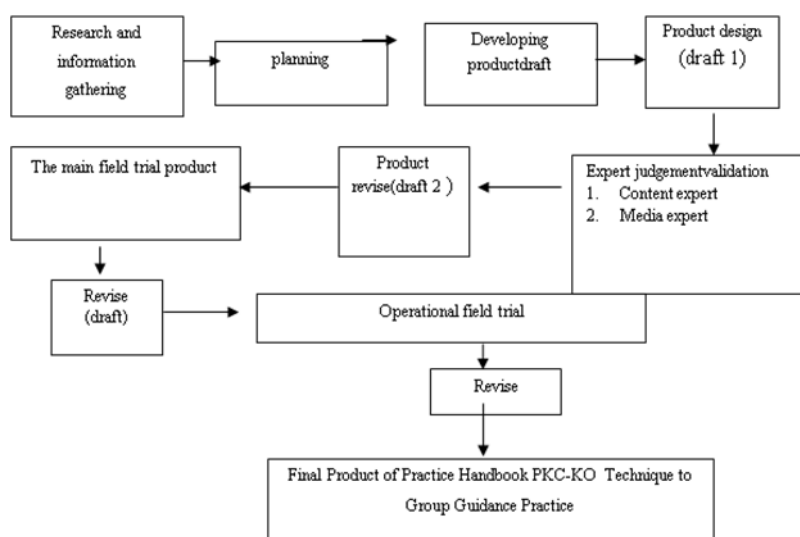 Research and
information
gathering
planning
Developing
productdraft
Product design
(draft 1)
Expert judgementvalidation
1. Content expert
2. Media expert
Product
revise(draft 2 )
The main field trial product
Revise
(draft)
Operational field trial
Revise
Final Product of Practice Handbook PKC-KO Technique to
Group Guidance Practice